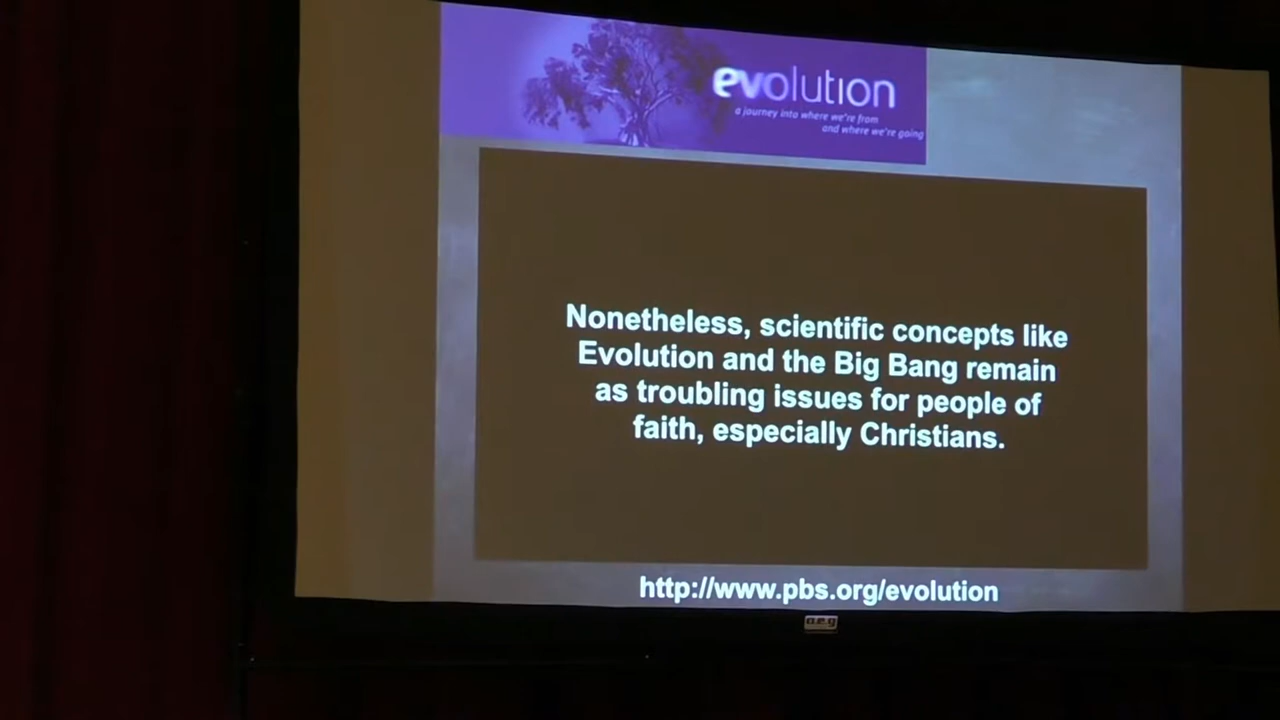 evolution
a journey into where we're from
and where we're going
Nonetheless, scientific concepts like
Evolution and the Big Bang remain
as troubling issues for people of
faith, especially Christians.
http://www.pbs.org/evolution
a.e.g